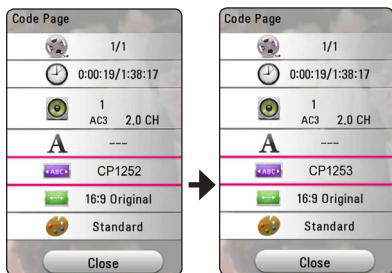 Code Page
1/1
0:00:19/1:38:17
1
AC3 2.0 CH
A ---
ABC CP1252
16:9 Original
Standard
Close
Code Page
1/1
0:00:19/1:38:17
1
AC3 2.0 CH
A ---
ABC CP1253
16:9 Original
Standard
Close